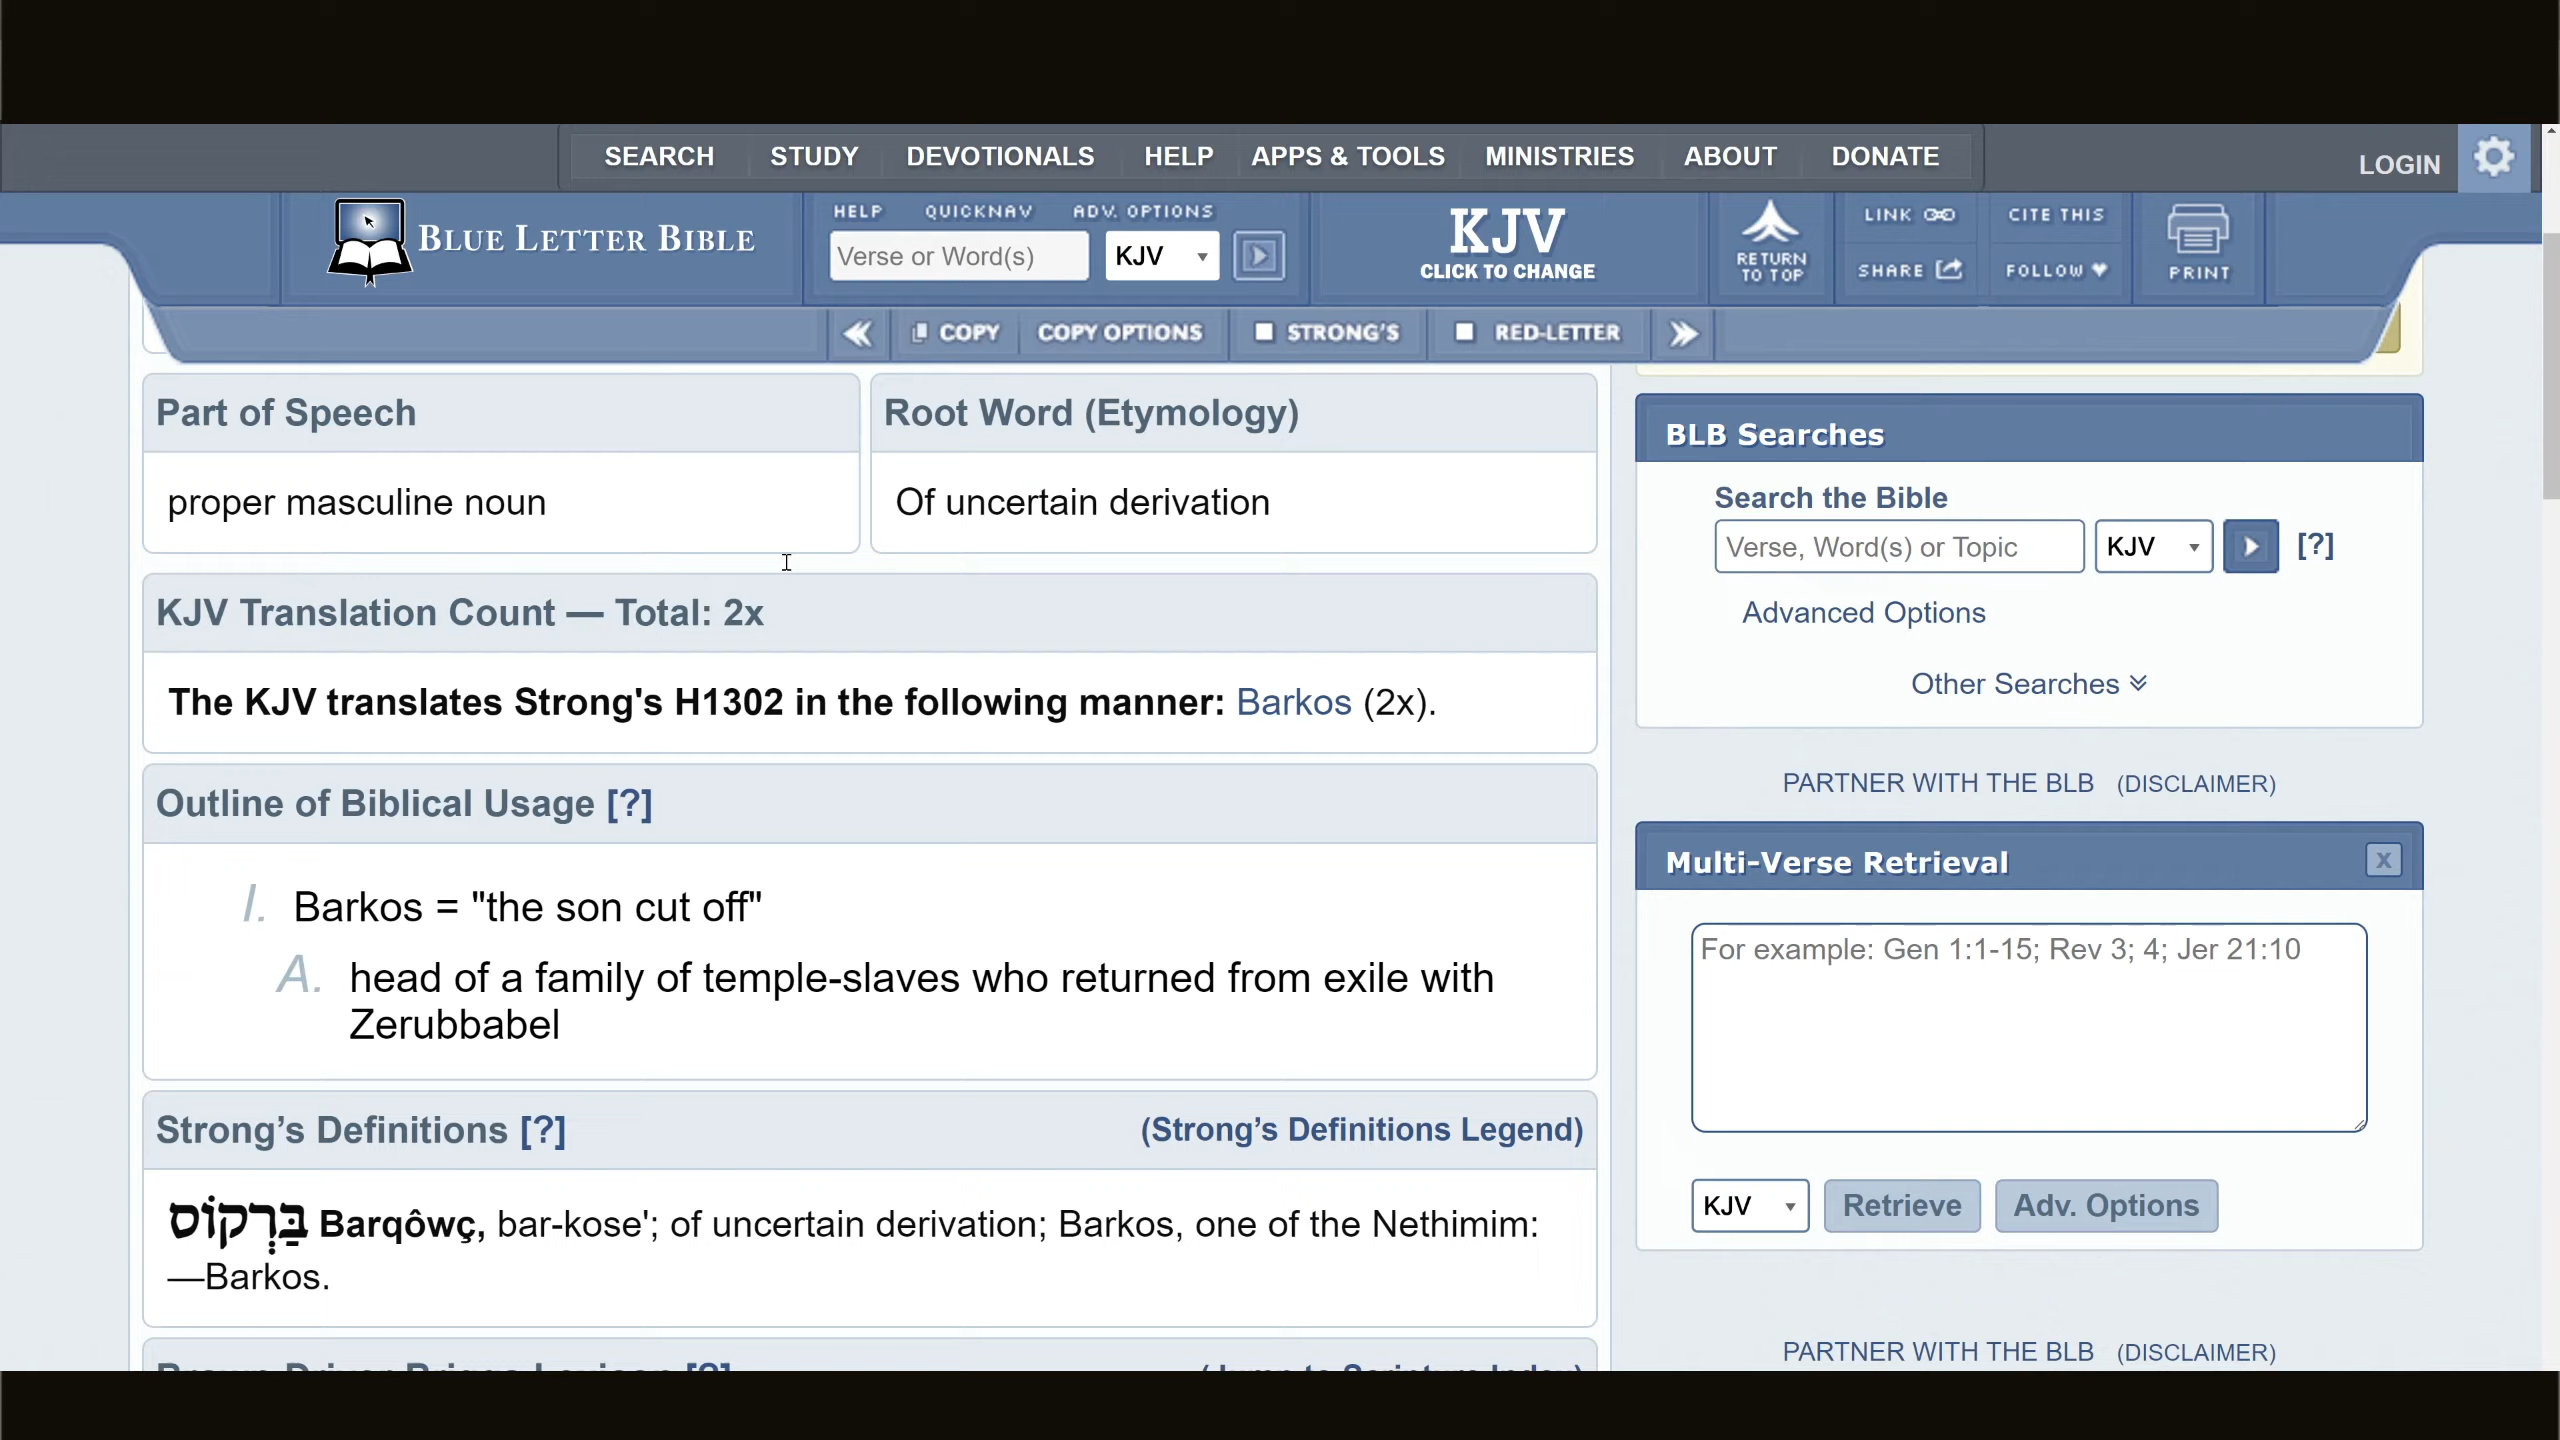 SEARCH STUDY DEVOTIONALS HELP APPS & TOOLS MINISTRIES ABOUT DONATE LOGIN
BLUE LETTER BIBLE
HELP QUICKNAV ADV. OPTIONS
Verse or Word(s) KJV
KJV
CLICK TO CHANGE
RETURN
TO TOP
LINK CITE THIS
SHARE FOLLOW
PRINT
COPY COPY OPTIONS STRONG'S RED-LETTER
Part of Speech
proper masculine noun
Root Word (Etymology)
Of uncertain derivation
KJV Translation Count — Total: 2x
The KJV translates Strong's H1302 in the following manner: Barkos (2x).
Outline of Biblical Usage [?]
I. Barkos = "the son cut off"
A. head of a family of temple-slaves who returned from exile with
Zerubbabel
Strong’s Definitions [?] (Strong’s Definitions Legend)
בַּרְקוֹס Barqôwç, bar-kose'; of uncertain derivation; Barkos, one of the Nethimim:
—Barkos.
BLB Searches
Search the Bible
Verse, Word(s) or Topic KJV [?]
Advanced Options
Other Searches
PARTNER WITH THE BLB (DISCLAIMER)
Multi-Verse Retrieval X
For example: Gen 1:1-15; Rev 3; 4; Jer 21:10
KJV Retrieve Adv. Options
PARTNER WITH THE BLB (DISCLAIMER)